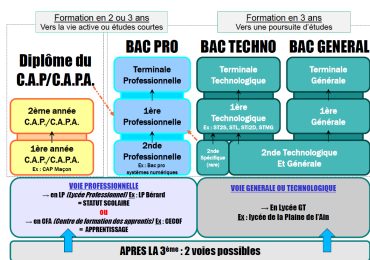 Formation en 2 ou 3 ans
Vers la vie active ou études courtes
Formation en 3 ans
Vers une poursuite d'études
Diplôme du
C.A.P/C.A.P.A.
BAC PRO
BAC TECHNO
BAC GENERAL
Terminale
Professionnelle
Terminale
Technologique
Terminale
Générale
2ème année
C.A.P./C.A.P.A.
1ère
Professionnelle
1ère
Technologique
Ex : ST2S, STL, STI2D, STMG
1ère
Générale
1ère année
C.A.P./C.A.P.A.
Ex : CAP Maçon
2nde
Professionnelle
Ex : Bac pro
systèmes numériques
2nde
Spécifique
2nde Technologique
Et Générale
VOIE PROFESSIONNELLE
→ en LP (Lycée Professionnel) Ex : LP Bérard
= STATUT SCOLAIRE
OU
→ en CFA (Centre de formation des apprentis) Ex : CECOF
= APPRENTISSAGE
VOIE GENERALE OU TECHNOLOGIQUE
→ En Lycée GT
Ex : lycée de la Plaine de l'Ain
APRES LA 3ème : 2 voies possibles